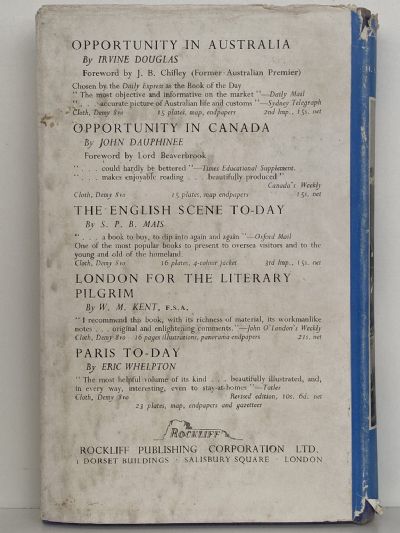 OPPORTUNITY IN AUSTRALIA
By IRVINE DOUGLAS
Foreword by J. B. Chifley (Former Australian Premier)
Chosen by the Daily Express as the Book of the Day
"The most objective and informative on the market"—Daily Mail
". . . accurate picture of Australian life and customs"—Sydney Telegraph
Cloth, Demy 8vo 15 plates, map, endpapers 2nd Imp., 15s. net
OPPORTUNITY IN CANADA
By JOHN DAUPHINEE
Foreword by Lord Beaverbrook
". . . could hardly be bettered"—Times Educational Supplement.
". . . makes enjoyable reading . . . beautifully produced"
Canada's Weekly
Cloth, Demy 8vo 15 plates, map endpapers 15s. net
THE ENGLISH SCENE TO-DAY
By S. P. B. MAIS
". . . a book to buy, to dip into again and again"—Oxford Mail
One of the most popular books to present to oversea visitors and to the
young and old of the homeland
Cloth, Demy 8vo 16 plates, 4-colour jacket 3rd Imp., 15s. net
LONDON FOR THE LITERARY
PILGRIM
By W. M. KENT, F.S.A.
"I recommend this book, with its richness of material, its workmanlike
notes . . . original and enlightening comments."—John O'London's Weekly
Cloth, Demy 8vo 16 pages illustrations, panorama endpapers 21s. net
PARIS TO-DAY
By ERIC WHELPTON
"The most helpful volume of its kind . . . beautifully illustrated, and,
in every way, interesting, even to stay-at-homes"—Tatler
Cloth, Demy 8vo Revised edition, 10s. 6d. net
23 plates, map, endpapers and gazetteer
ROCKLIFF
ROCKLIFF PUBLISHING CORPORATION LTD.
1 DORSET BUILDINGS · SALISBURY SQUARE · LONDON